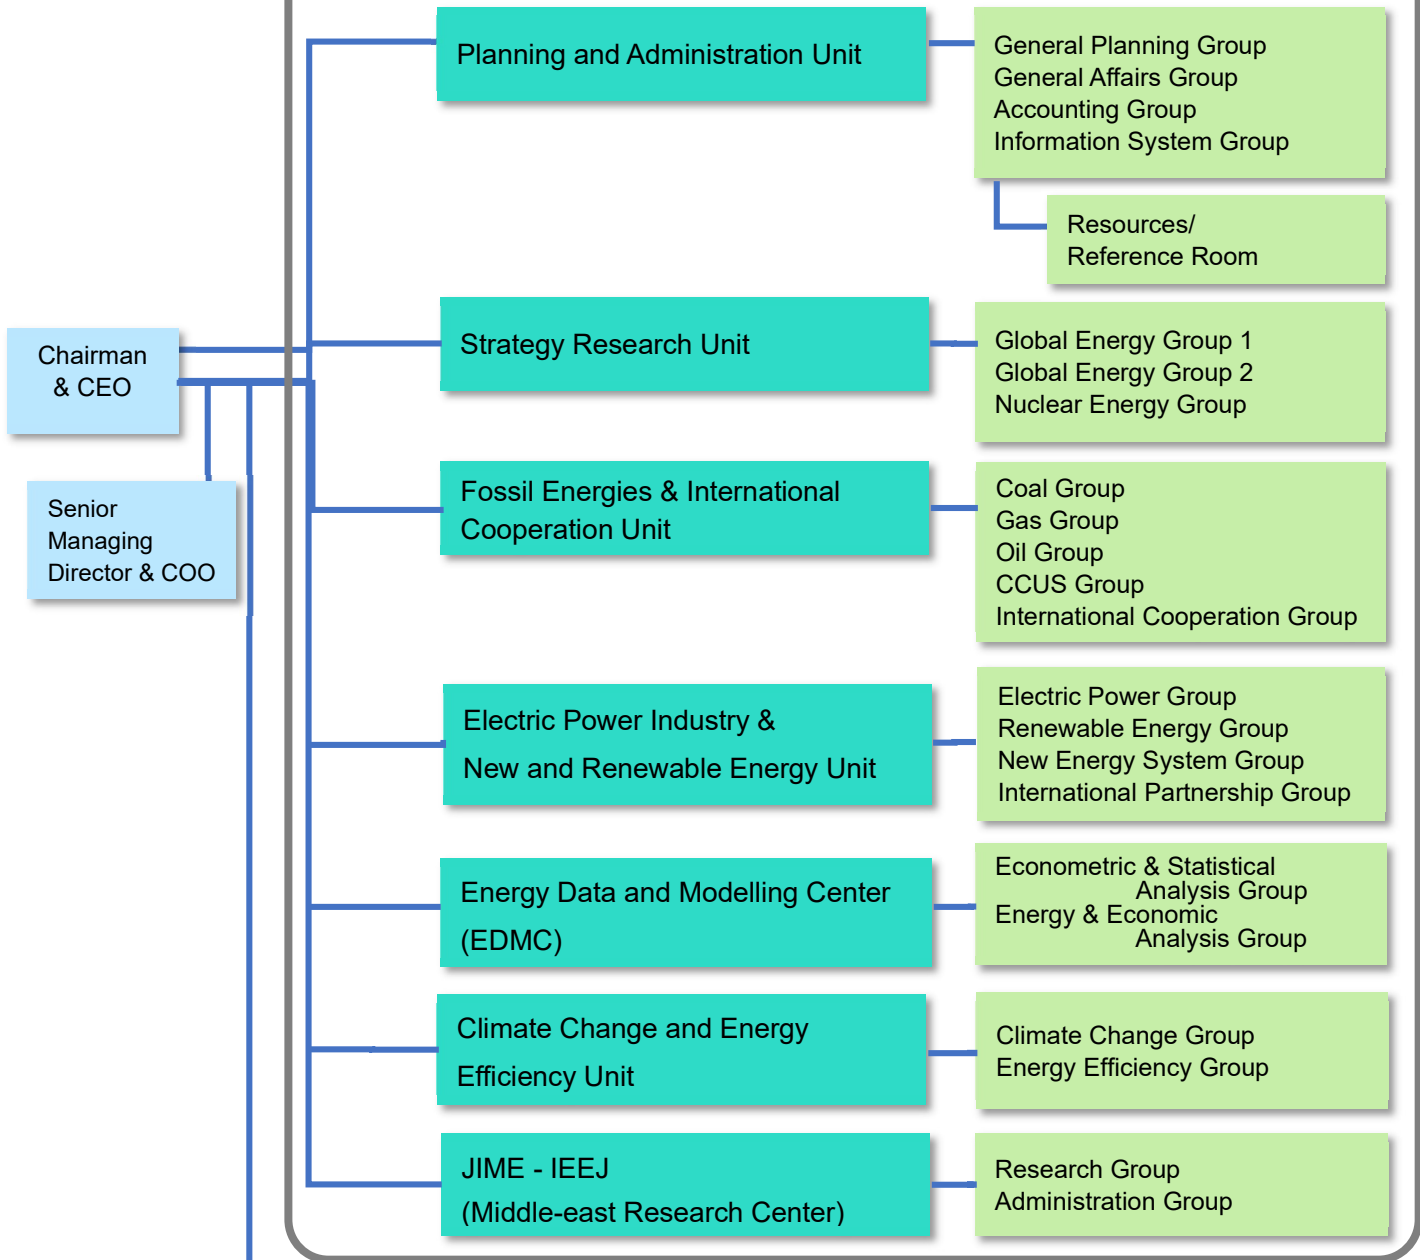 Planning and Administration Unit
General Planning Group
General Affairs Group
Accounting Group
Information System Group
Resources/
Reference Room
Chairman
& CEO
Senior
Managing
Director & COO
Strategy Research Unit
Global Energy Group 1
Global Energy Group 2
Nuclear Energy Group
Fossil Energies & International
Cooperation Unit
Coal Group
Gas Group
Oil Group
CCUS Group
International Cooperation Group
Electric Power Industry &
New and Renewable Energy Unit
Electric Power Group
Renewable Energy Group
New Energy System Group
International Partnership Group
Energy Data and Modelling Center
(EDMC)
Econometric & Statistical
Analysis Group
Energy & Economic
Analysis Group
Climate Change and Energy
Efficiency Unit
Climate Change Group
Energy Efficiency Group
JIME - IEEJ
(Middle-east Research Center)
Research Group
Administration Group